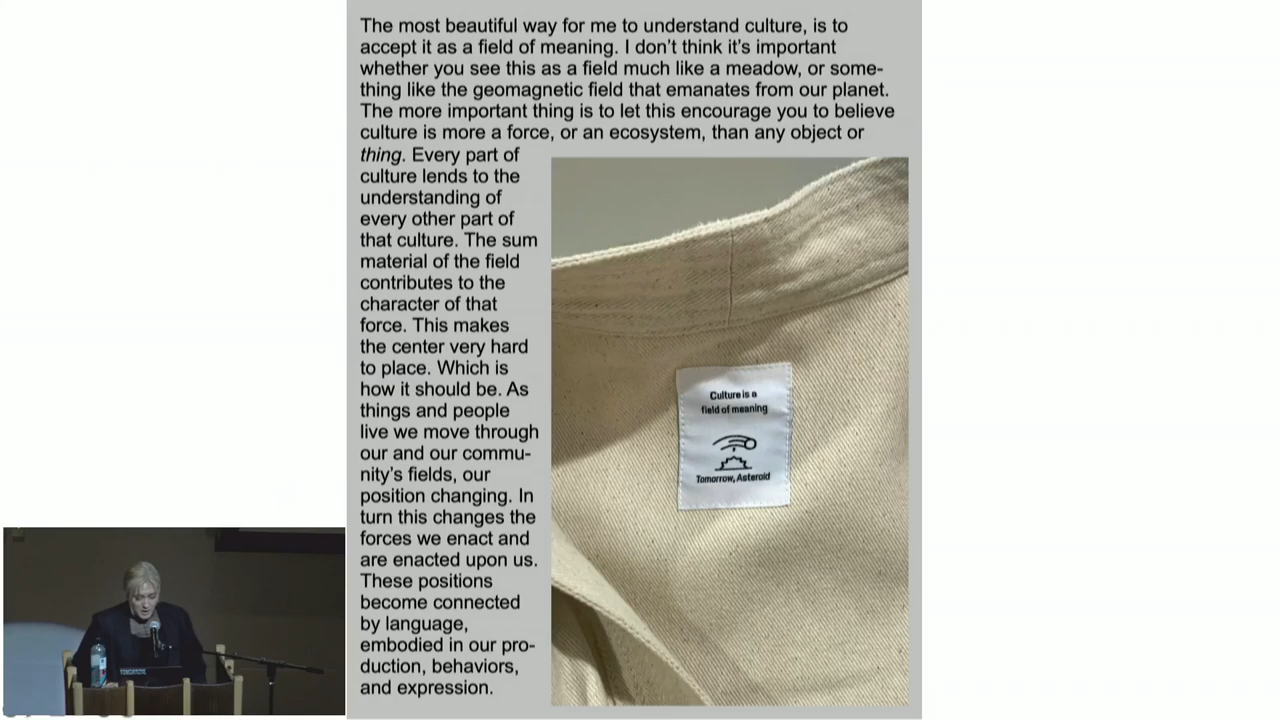 The most beautiful way for me to understand culture, is to
accept it as a field of meaning. I don't think it's important
whether you see this as a field much like a meadow, or some-
thing like the geomagnetic field that emanates from our planet.
The more important thing is to let this encourage you to believe
culture is more a force, or an ecosystem, than any object or
thing. Every part of
culture lends to the
understanding of
every other part of
that culture. The sum
material of the field
contributes to the
character of that
force. This makes
the center very hard
to place. Which is
how it should be. As
things and people
live we move through
our and our commu-
nity's fields, our
position changing. In
turn this changes the
forces we enact and
are enacted upon us.
These positions
become connected
by language,
embodied in our pro-
duction, behaviors,
and expression.
Culture is a
field of meaning
Tomorrow, Asteroid